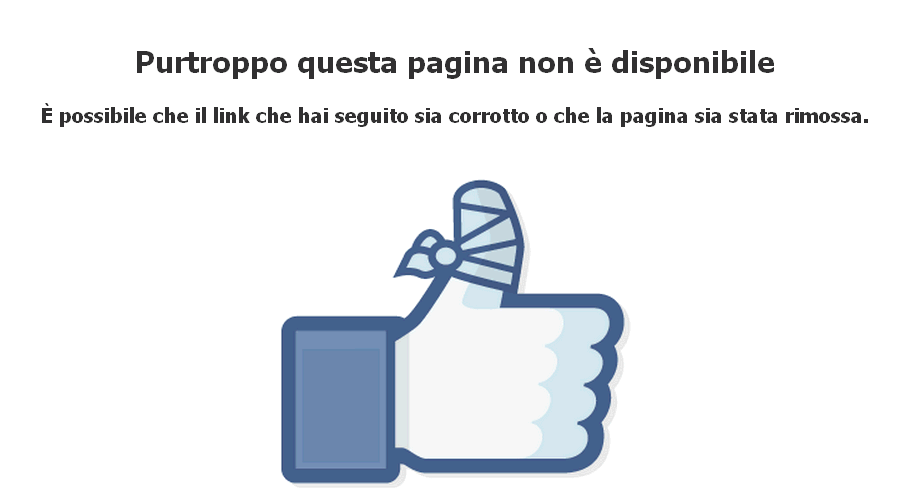 Purtroppo questa pagina non è disponibile
È possibile che il link che hai seguito sia corrotto o che la pagina sia stata rimossa.